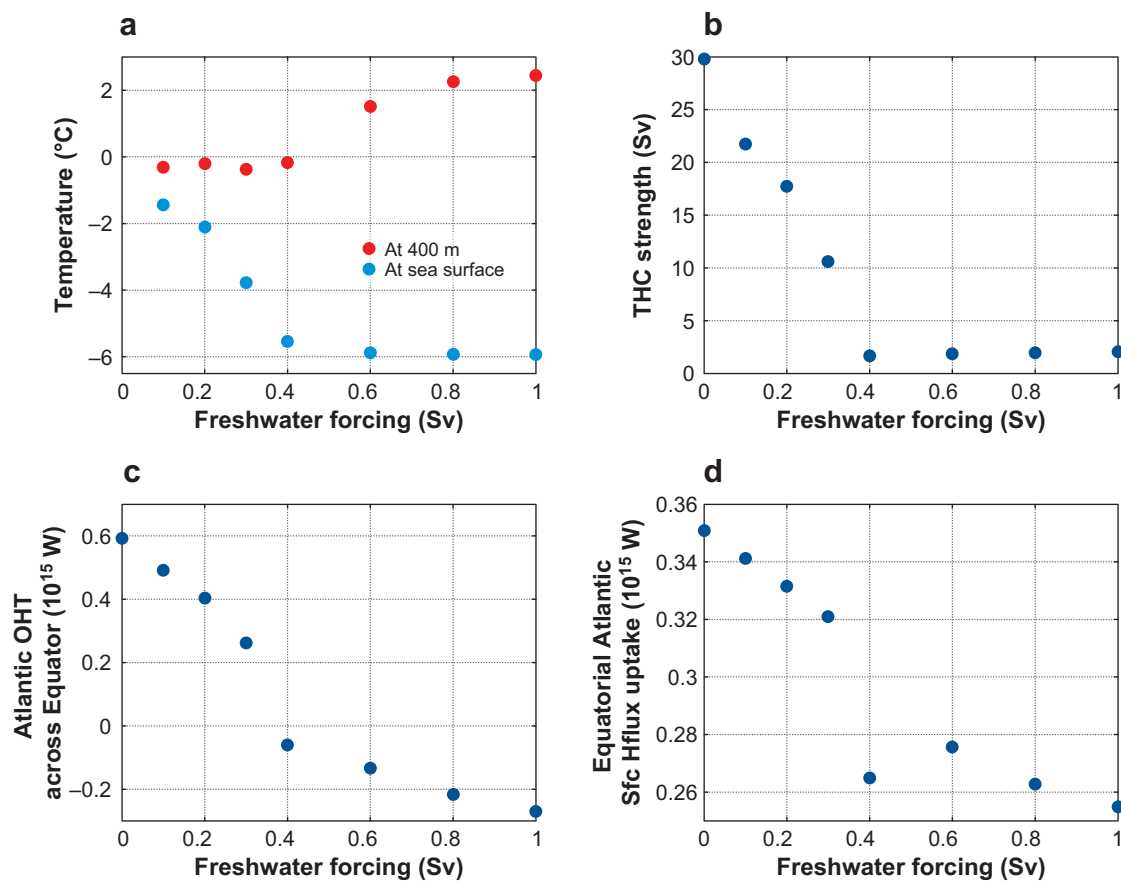 a
Temperature (°C)
2
0
–2
–4
–6
At 400 m
At sea surface
0
0.2
0.4
0.6
0.8
1
Freshwater forcing (Sv)
b
THC strength (Sv)
30
25
20
15
10
5
0
0
0.2
0.4
0.6
0.8
1
Freshwater forcing (Sv)
c
Atlantic OHT
across Equator (10¹⁵ W)
0.6
0.4
0.2
0
–0.2
0
0.2
0.4
0.6
0.8
1
Freshwater forcing (Sv)
d
Equatorial Atlantic
Sfc Hflux uptake (10¹⁵ W)
0.36
0.34
0.32
0.3
0.28
0.26
0
0.2
0.4
0.6
0.8
1
Freshwater forcing (Sv)